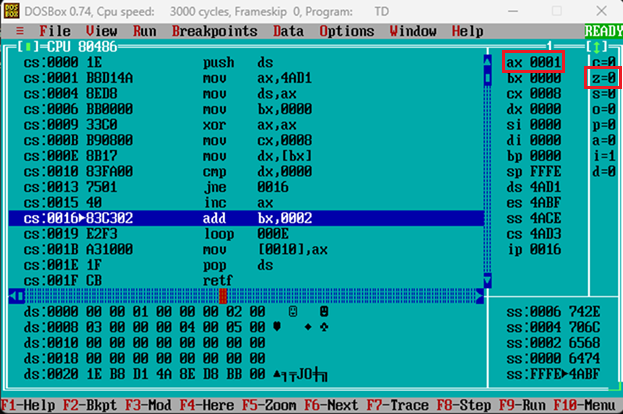 DOSBox 0.74, Cpu speed: 3000 cycles, Frameskip 0, Program: TD
≡ File View Run Breakpoints Data Options Window Help READY
[■]=CPU 80486 1 [↕]
cs:0000 1E push ds ax 0001 c=0
cs:0001 B8D14A mov ax,4AD1 bx 0000 z=0
cs:0004 8ED8 mov ds,ax cx 0008 s=0
cs:0006 BB0000 mov bx,0000 dx 0000 o=0
cs:0009 33C0 xor ax,ax si 0000 p=0
cs:000B B90800 mov cx,0008 di 0000 a=0
cs:000E 8B17 mov dx,[bx] bp 0000 i=1
cs:0010 83FA00 cmp dx,0000 sp FFFE d=0
cs:0013 7501 jne 0016 ds 4AD1
cs:0015 40 inc ax es 4ABF
cs:0016►83C302 add bx,0002 ss 4ACE
cs:0019 E2F3 loop 000E cs 4AD3
cs:001B A31000 mov [0010],ax ip 0016
cs:001E 1F pop ds
cs:001F CB retf
ds:0000 00 00 01 00 00 00 02 00 ☺ ☻ ss:0006 742E
ds:0008 03 00 00 00 04 00 05 00 ♥ ♦ ♣ ss:0004 706C
ds:0010 00 00 00 00 00 00 00 00 ss:0002 6568
ds:0018 00 00 00 00 00 00 00 00 ss:0000 6474
ds:0020 1E B8 D1 4A 8E D8 BB 00 ▲╕╤JÄ╪╗ ss:FFFE►4ABF
F1-Help F2-Bkpt F3-Mod F4-Here F5-Zoom F6-Next F7-Trace F8-Step F9-Run F10-Menu